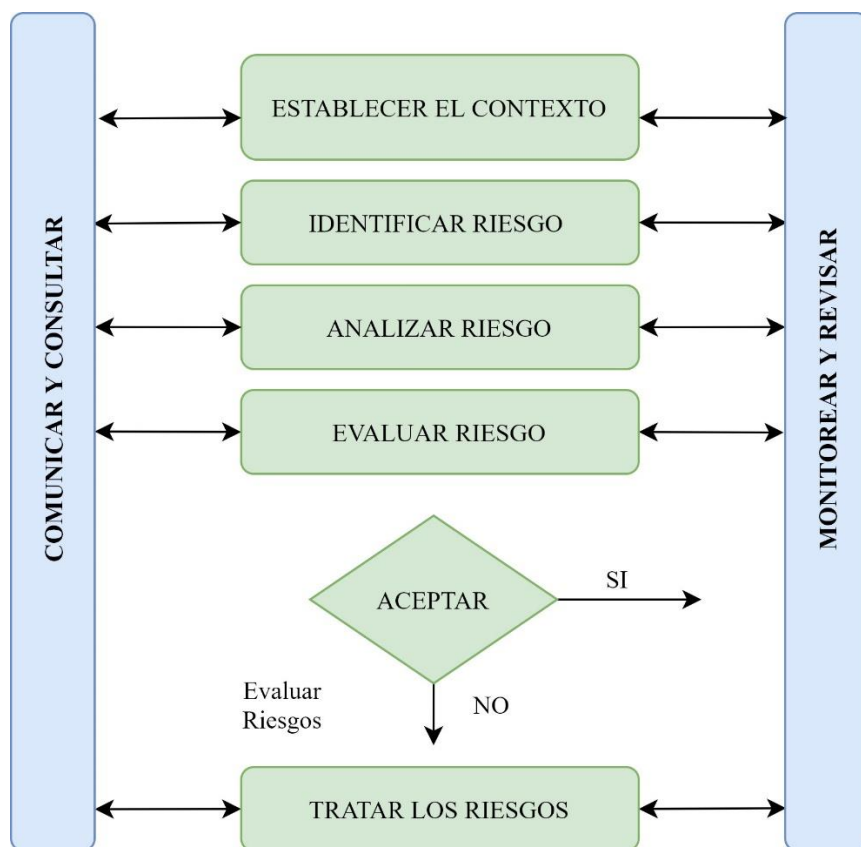 COMUNICAR Y CONSULTAR
ESTABLECER EL CONTEXTO
IDENTIFICAR RIESGO
ANALIZAR RIESGO
EVALUAR RIESGO
ACEPTAR
SI
Evaluar
Riesgos
NO
TRATAR LOS RIESGOS
MONITOREAR Y REVISAR